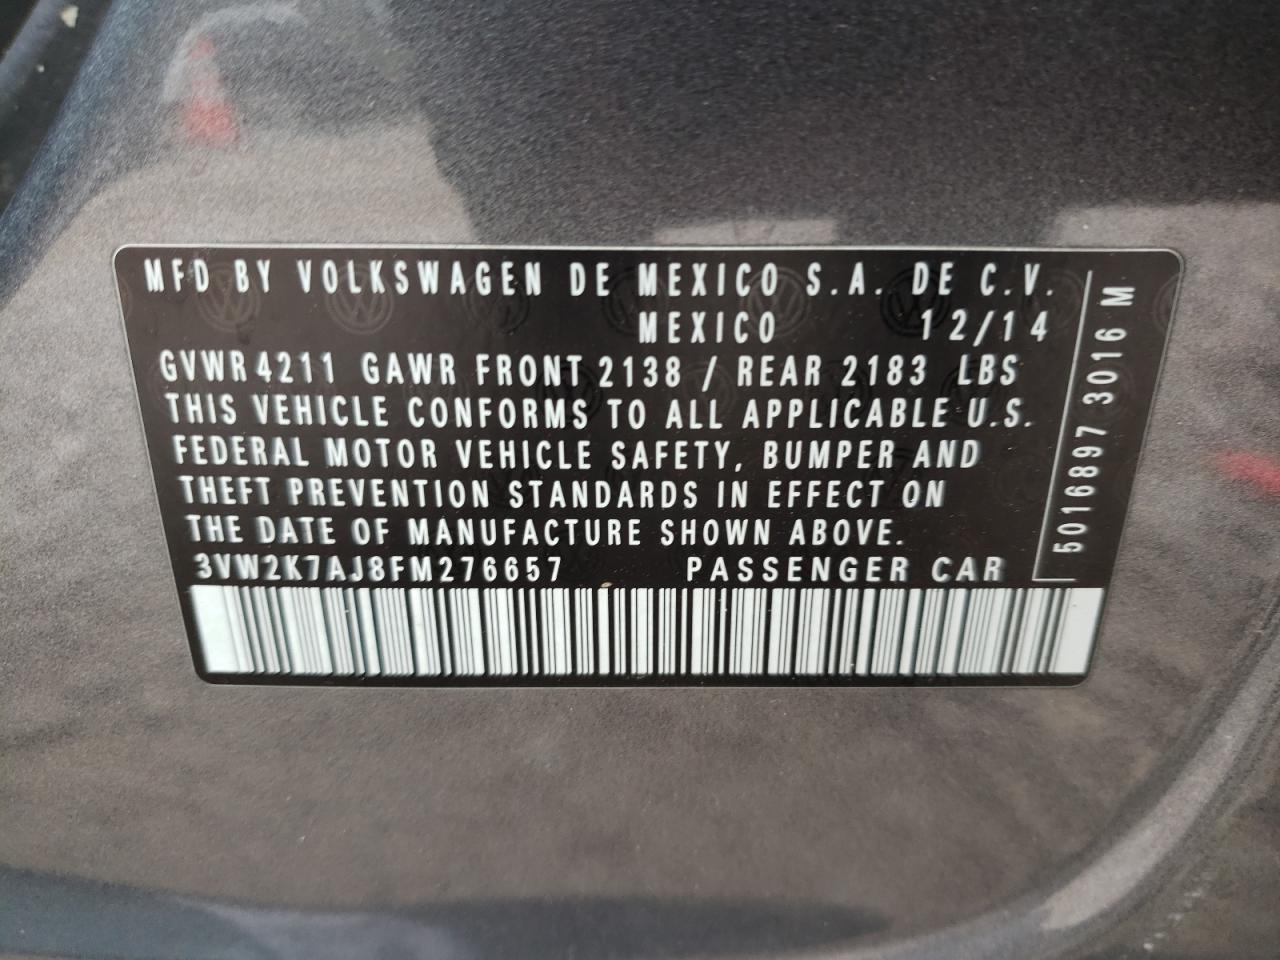 MFD BY VOLKSWAGEN DE MEXICO S.A. DE C.V.
MEXICO 12/14
GVWR 4211 GAWR FRONT 2138 / REAR 2183 LBS
THIS VEHICLE CONFORMS TO ALL APPLICABLE U.S.
FEDERAL MOTOR VEHICLE SAFETY, BUMPER AND
THEFT PREVENTION STANDARDS IN EFFECT ON
THE DATE OF MANUFACTURE SHOWN ABOVE.
3VW2K7AJ8FM276657 PASSENGER CAR
5016897 3016 M